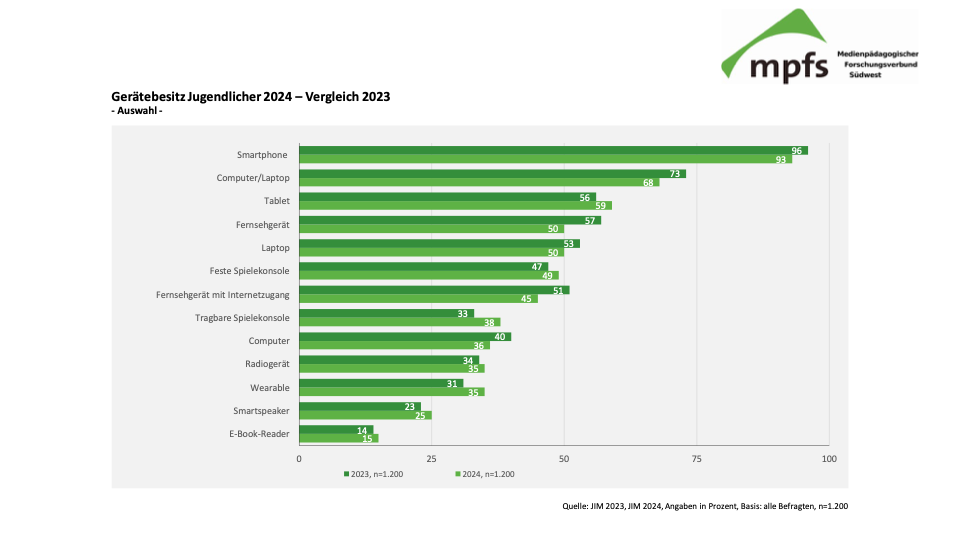 mpfs
Medienpädagogischer
Forschungsverbund
Südwest
Gerätebesitz Jugendlicher 2024 – Vergleich 2023
- Auswahl -
Smartphone 96 93
Computer/Laptop 73 68
Tablet 56 59
Fernsehgerät 57 50
Laptop 53 50
Feste Spielekonsole 47 49
Fernsehgerät mit Internetzugang 51 45
Tragbare Spielekonsole 33 38
Computer 40 36
Radiogerät 34 35
Wearable 31 35
Smartspeaker 23 25
E-Book-Reader 14 15
0 25 50 75 100
2023, n=1.200 2024, n=1.200
Quelle: JIM 2023, JIM 2024, Angaben in Prozent, Basis: alle Befragten, n=1.200